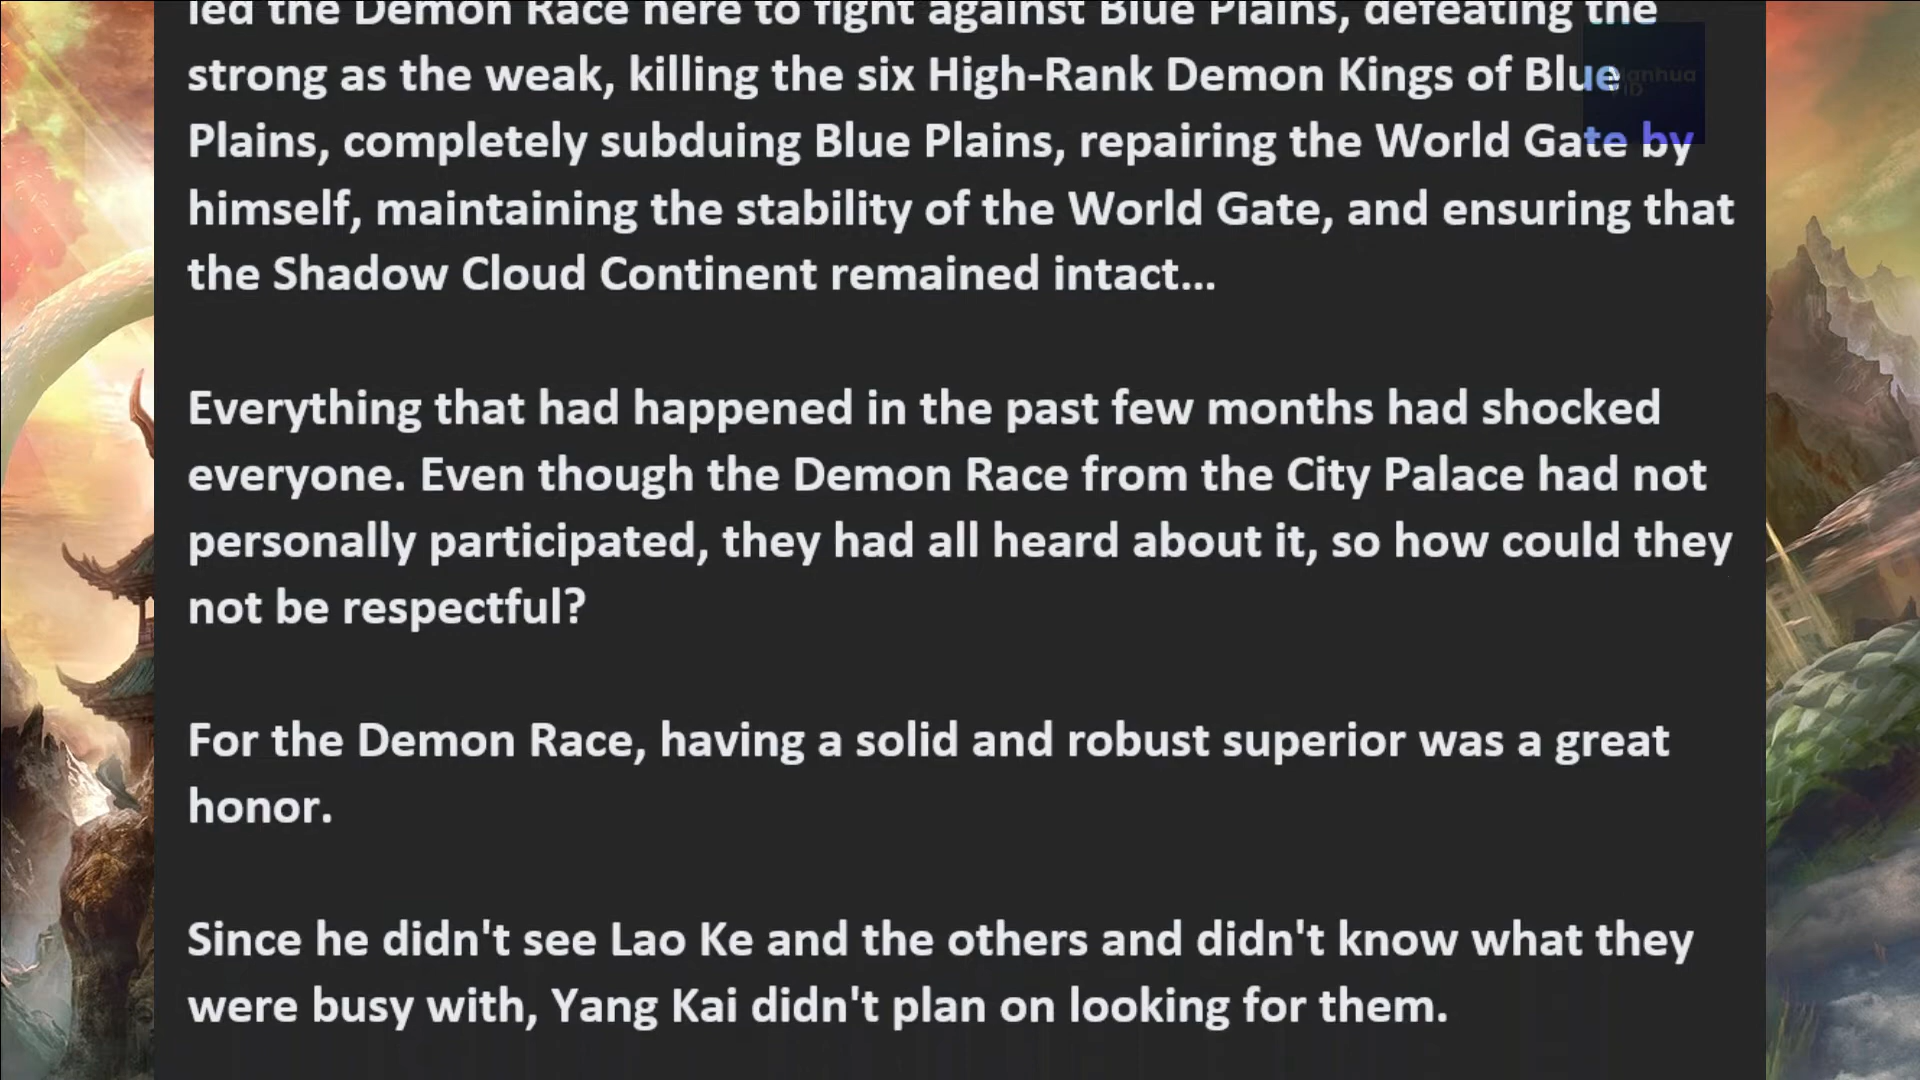 led the Demon Race here to fight against Blue Plains, defeating the
strong as the weak, killing the six High-Rank Demon Kings of Blue
Plains, completely subduing Blue Plains, repairing the World Gate by
himself, maintaining the stability of the World Gate, and ensuring that
the Shadow Cloud Continent remained intact...
Everything that had happened in the past few months had shocked
everyone. Even though the Demon Race from the City Palace had not
personally participated, they had all heard about it, so how could they
not be respectful?
For the Demon Race, having a solid and robust superior was a great
honor.
Since he didn't see Lao Ke and the others and didn't know what they
were busy with, Yang Kai didn't plan on looking for them.